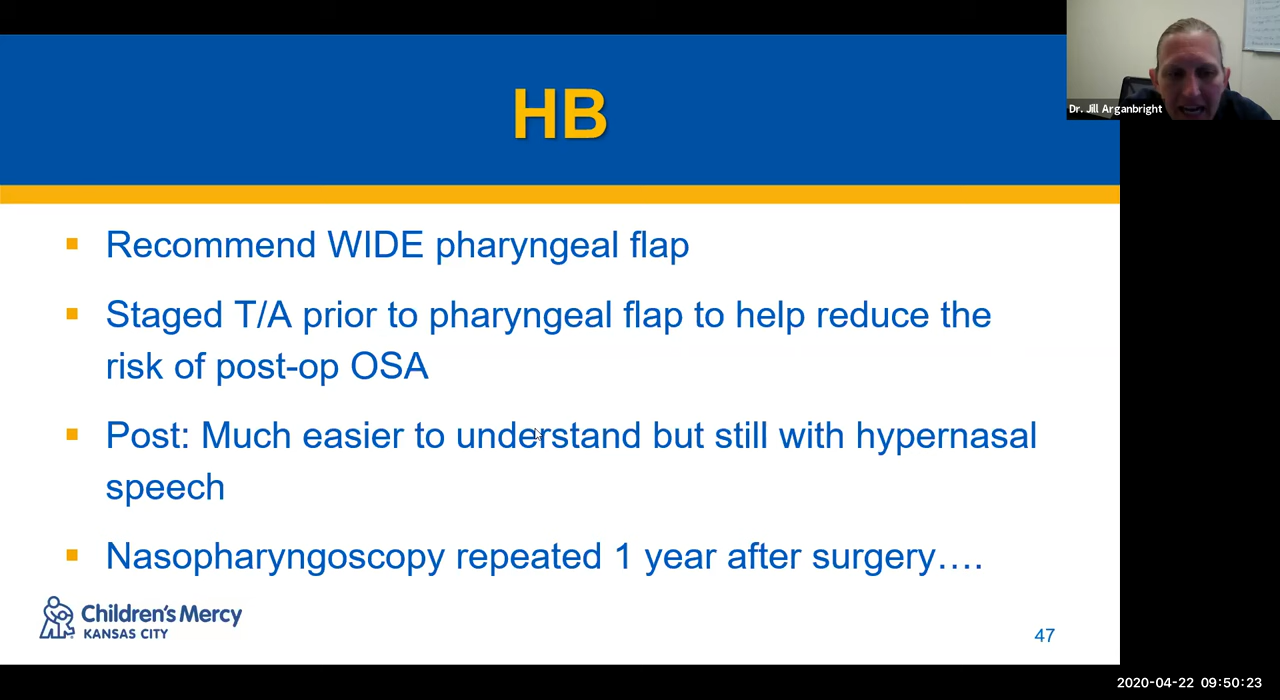 HB
Dr. Jill Arganbright
Recommend WIDE pharyngeal flap
Staged T/A prior to pharyngeal flap to help reduce the
risk of post-op OSA
Post: Much easier to understand but still with hypernasal
speech
Nasopharyngoscopy repeated 1 year after surgery….
Children's Mercy
KANSAS CITY
47
2020-04-22 09:50:23